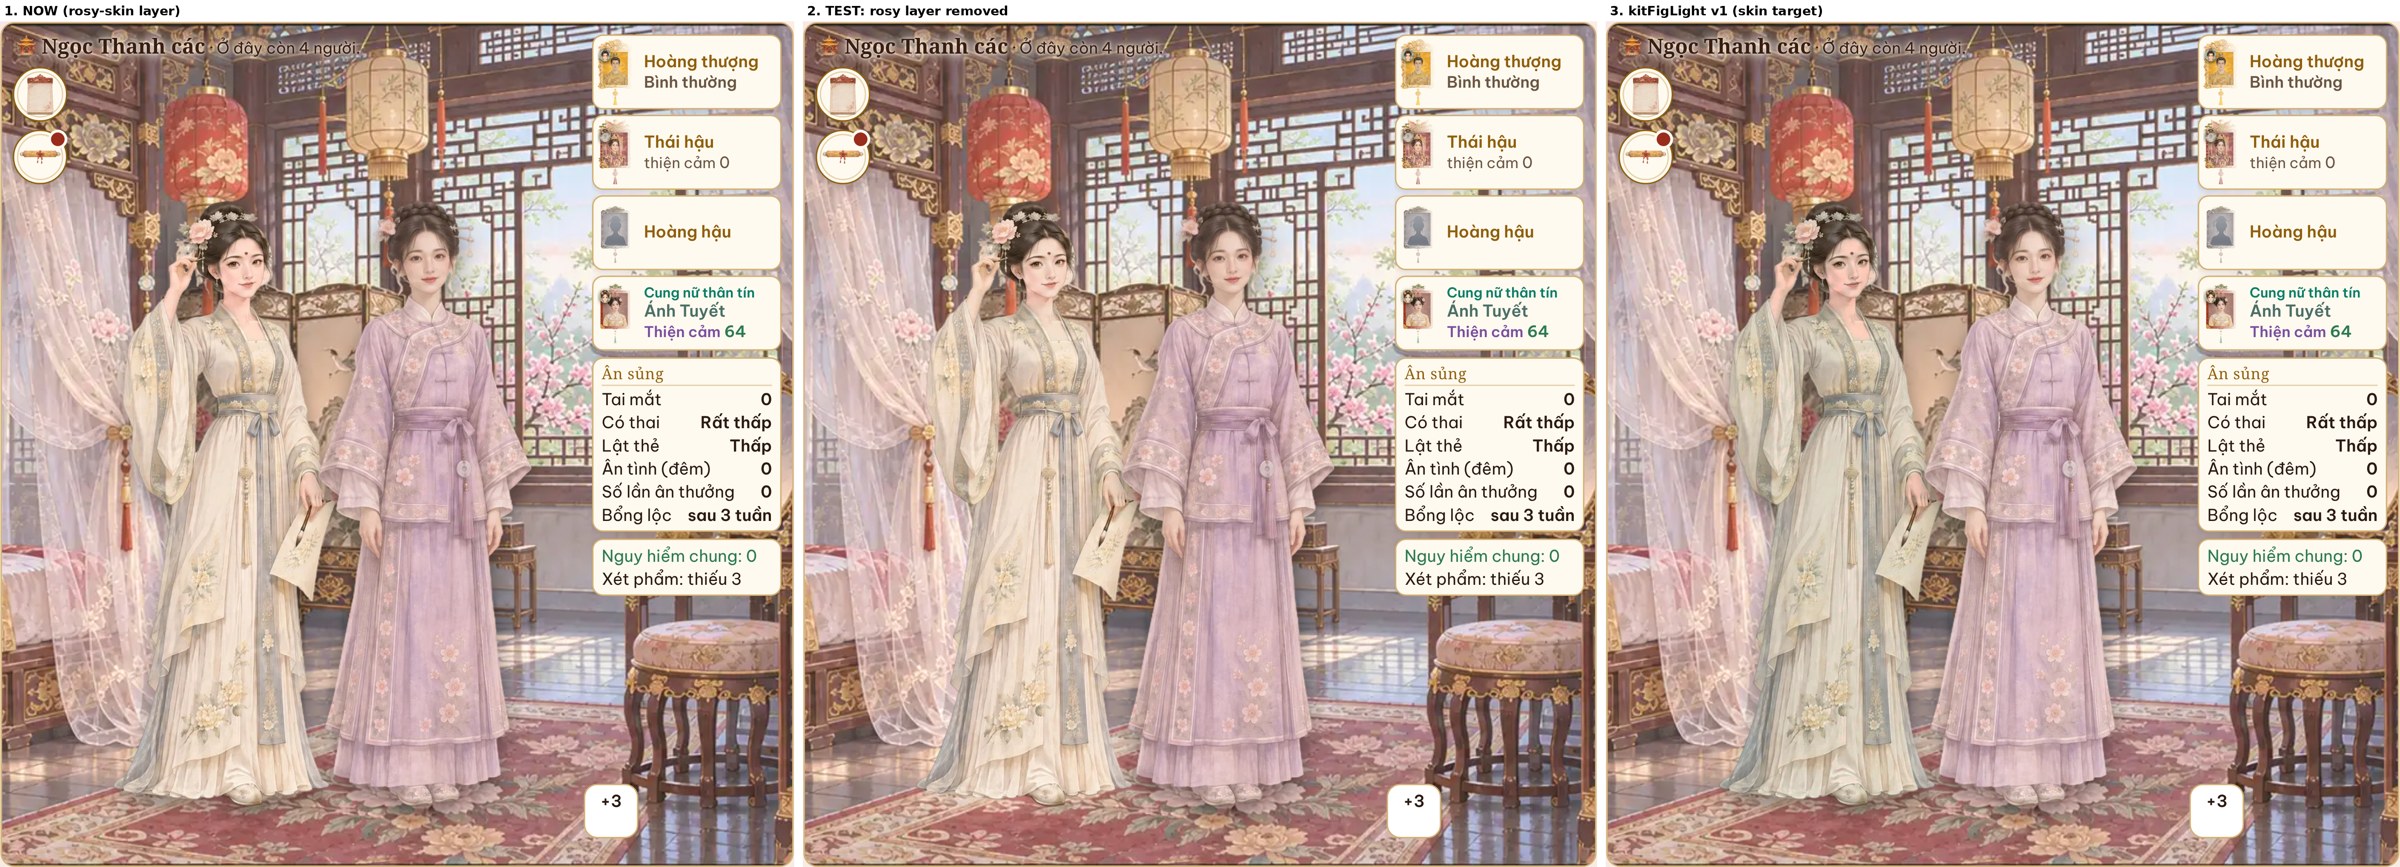 1. NOW (rosy-skin layer)
Ngọc Thanh các · Ở đây còn 4 người.
Hoàng thượng
Bình thường
Thái hậu
thiện cảm 0
Hoàng hậu
Cung nữ thân tín
Ánh Tuyết
Thiện cảm 64
Ân sủng
Tai mắt 0
Có thai Rất thấp
Lật thẻ Thấp
Ân tình (đêm) 0
Số lần ân thưởng 0
Bổng lộc sau 3 tuần
Nguy hiểm chung: 0
Xét phẩm: thiếu 3
+3
2. TEST: rosy layer removed
Ngọc Thanh các · Ở đây còn 4 người.
Hoàng thượng
Bình thường
Thái hậu
thiện cảm 0
Hoàng hậu
Cung nữ thân tín
Ánh Tuyết
Thiện cảm 64
Ân sủng
Tai mắt 0
Có thai Rất thấp
Lật thẻ Thấp
Ân tình (đêm) 0
Số lần ân thưởng 0
Bổng lộc sau 3 tuần
Nguy hiểm chung: 0
Xét phẩm: thiếu 3
+3
3. kitFigLight v1 (skin target)
Ngọc Thanh các · Ở đây còn 4 người.
Hoàng thượng
Bình thường
Thái hậu
thiện cảm 0
Hoàng hậu
Cung nữ thân tín
Ánh Tuyết
Thiện cảm 64
Ân sủng
Tai mắt 0
Có thai Rất thấp
Lật thẻ Thấp
Ân tình (đêm) 0
Số lần ân thưởng 0
Bổng lộc sau 3 tuần
Nguy hiểm chung: 0
Xét phẩm: thiếu 3
+3